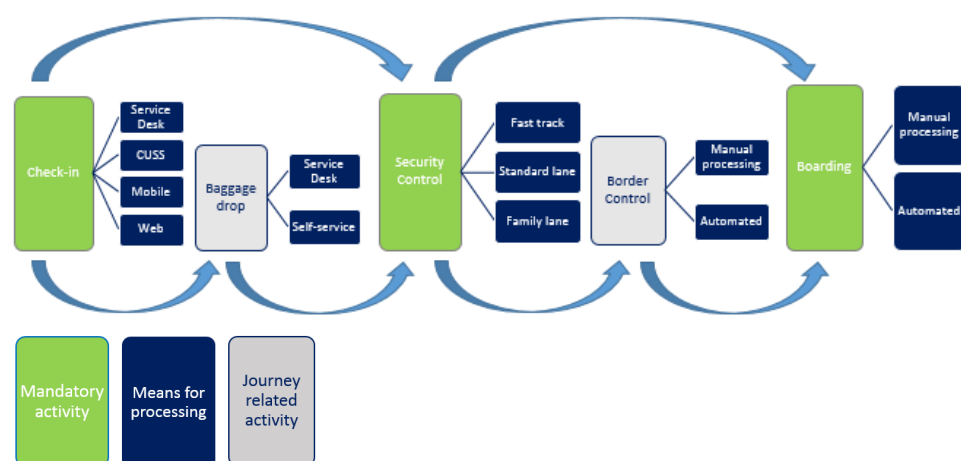 Check-in
Service
Desk
CUSS
Mobile
Web
Baggage
drop
Service
Desk
Self-service
Security
Control
Fast track
Standard lane
Family lane
Border
Control
Manual
processing
Automated
Boarding
Manual
processing
Automated
Mandatory
activity
Means for
processing
Journey
related
activity